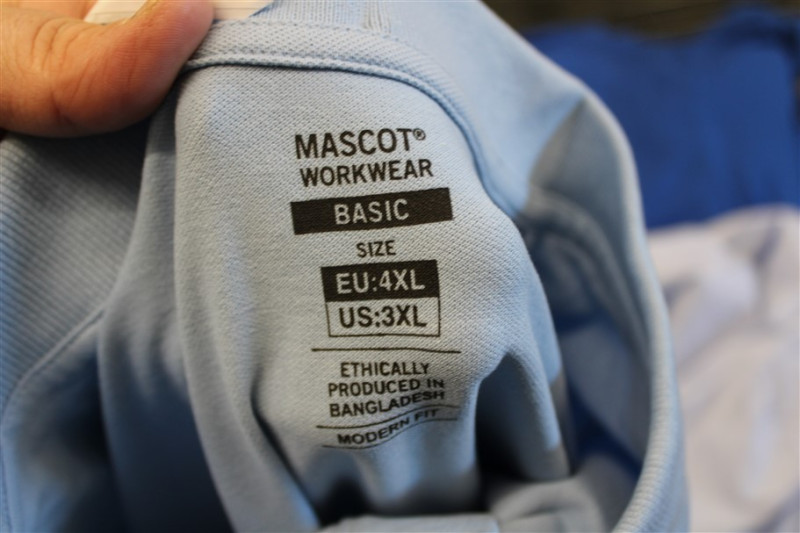 MASCOT®
WORKWEAR
BASIC
SIZE
EU:4XL
US:3XL
ETHICALLY
PRODUCED IN
BANGLADESH
MODERN FIT